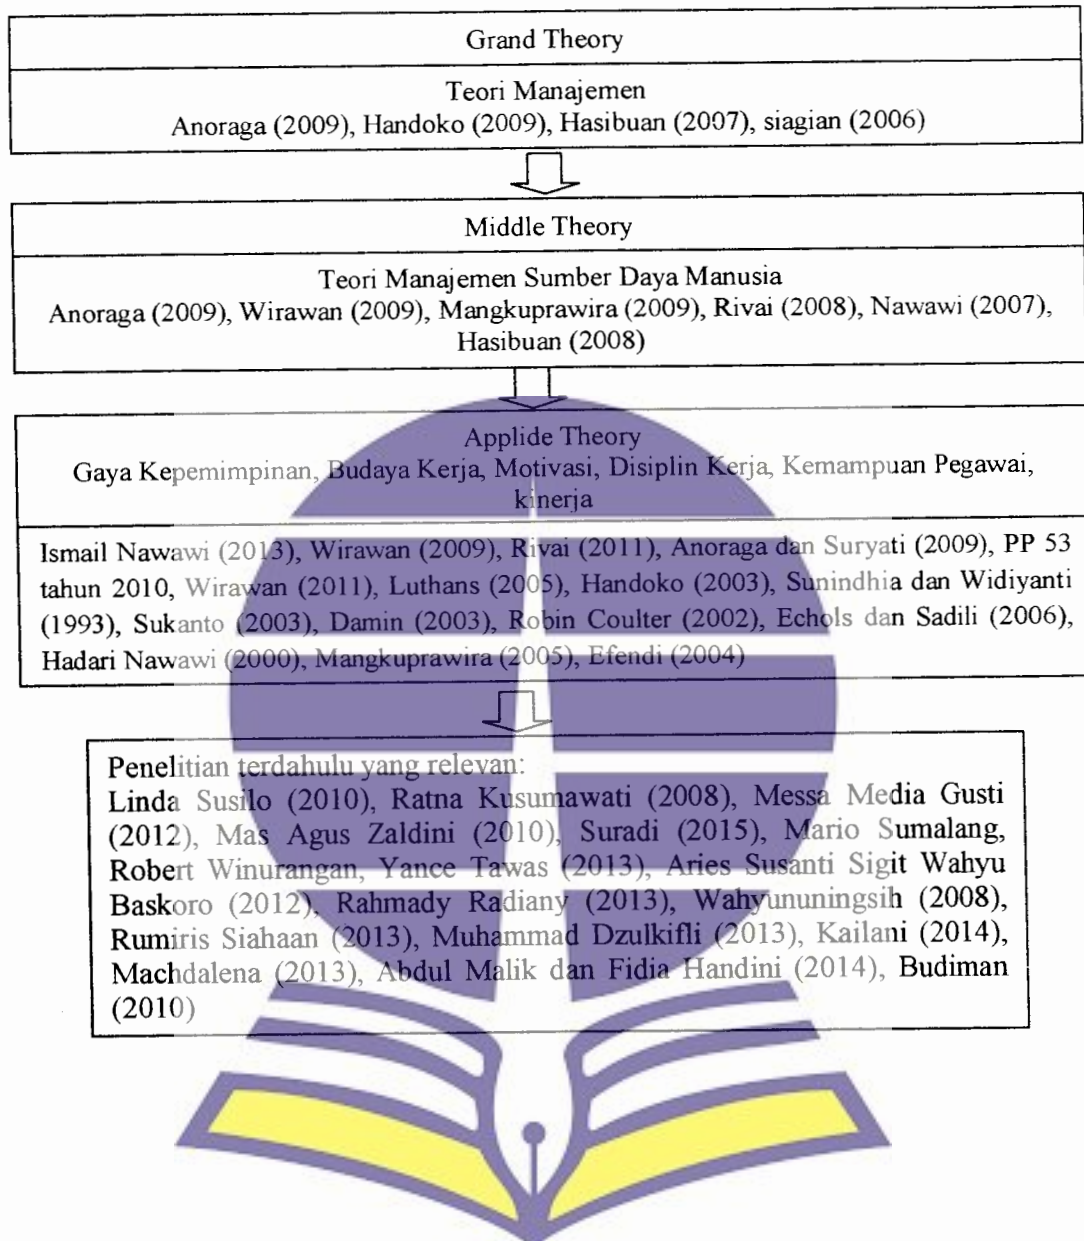 Grand Theory
Teori Manajemen
Anoraga (2009), Handoko (2009), Hasibuan (2007), siagian (2006)
Middle Theory
Teori Manajemen Sumber Daya Manusia
Anoraga (2009), Wirawan (2009), Mangkuprawira (2009), Rivai (2008), Nawawi (2007),
Hasibuan (2008)
Applide Theory
Gaya Kepemimpinan, Budaya Kerja, Motivasi, Disiplin Kerja, Kemampuan Pegawai,
kinerja
Ismail Nawawi (2013), Wirawan (2009), Rivai (2011), Anoraga dan Suryati (2009), PP 53
tahun 2010, Wirawan (2011), Luthans (2005), Handoko (2003), Sunindhia dan Widiyanti
(1993), Sukanto (2003), Damin (2003), Robin Coulter (2002), Echols dan Sadili (2006),
Hadari Nawawi (2000), Mangkuprawira (2005), Efendi (2004)
Penelitian terdahulu yang relevan:
Linda Susilo (2010), Ratna Kusumawati (2008), Messa Media Gusti
(2012), Mas Agus Zaldini (2010), Suradi (2015), Mario Sumalang,
Robert Winurangan, Yance Tawas (2013), Aries Susanti Sigit Wahyu
Baskoro (2012), Rahmady Radiany (2013), Wahyununingsih (2008),
Rumiris Siahaan (2013), Muhammad Dzulkifli (2013), Kailani (2014),
Machdalena (2013), Abdul Malik dan Fidia Handini (2014), Budiman
(2010)